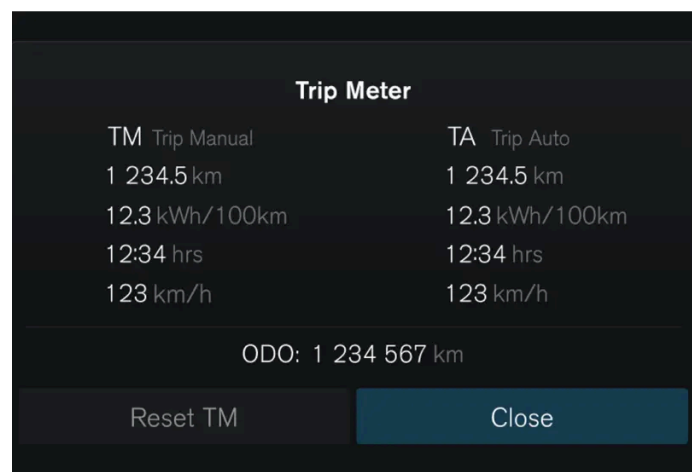 Trip Meter
TM Trip Manual
1 234.5 km
12.3 kWh/100km
12:34 hrs
123 km/h
TA Trip Auto
1 234.5 km
12.3 kWh/100km
12:34 hrs
123 km/h
ODO: 1 234 567 km
Reset TM
Close